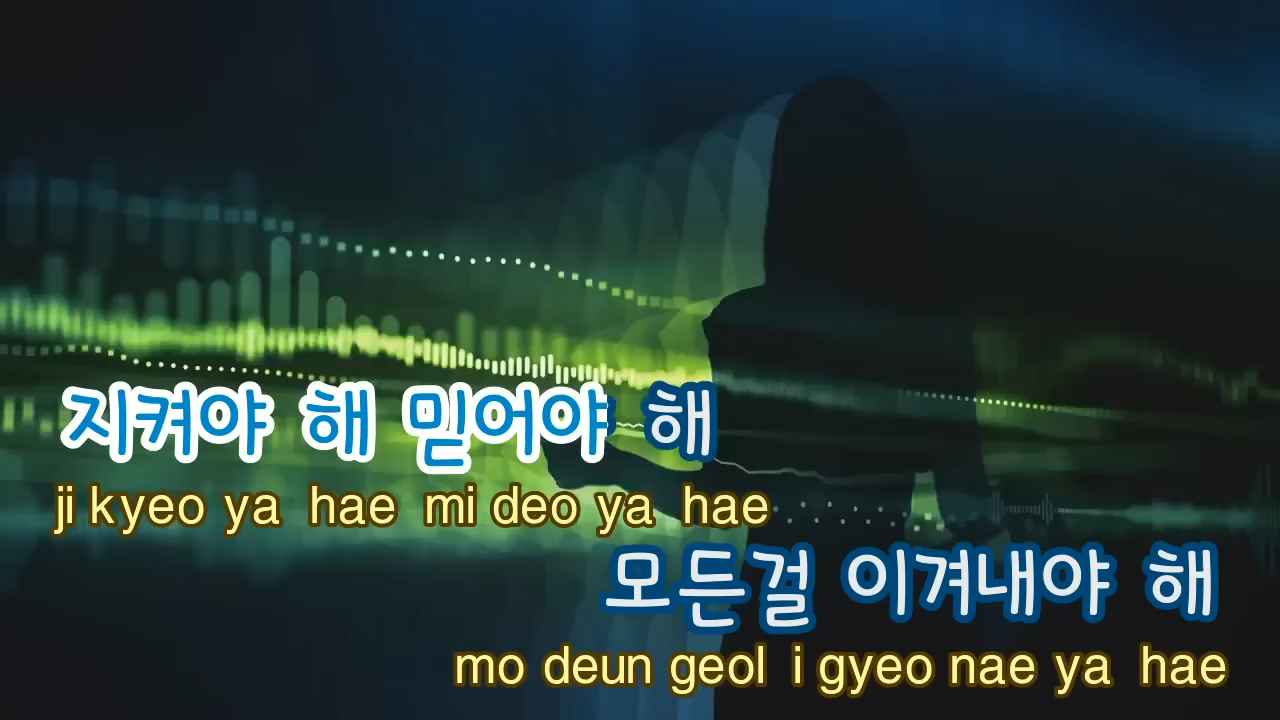 지켜야 해 믿어야 해
ji kyeo ya hae mi deo ya hae
모든걸 이겨내야 해
mo deun geol i gyeo nae ya hae